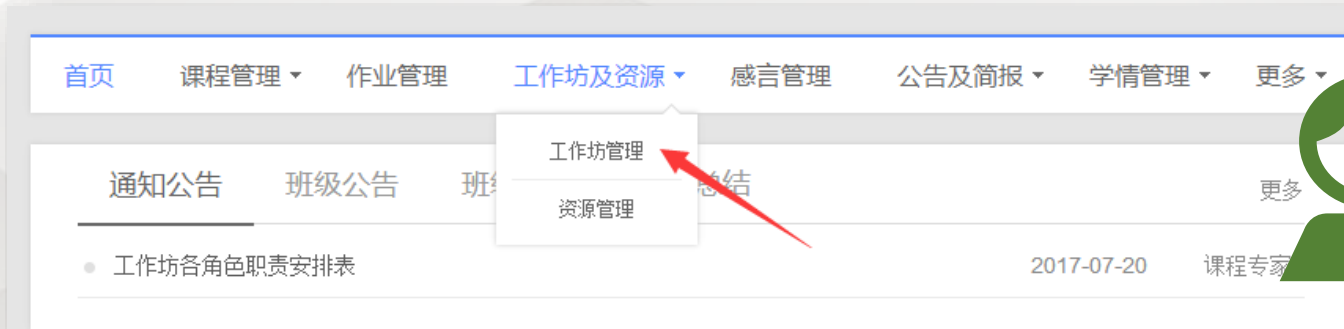 首页 课程管理 作业管理 工作坊及资源 感言管理 公告及简报 学情管理 更多
工作坊管理
通知公告 班级公告 班 总结 更多
资源管理
工作坊各角色职责安排表 2017-07-20 课程专家